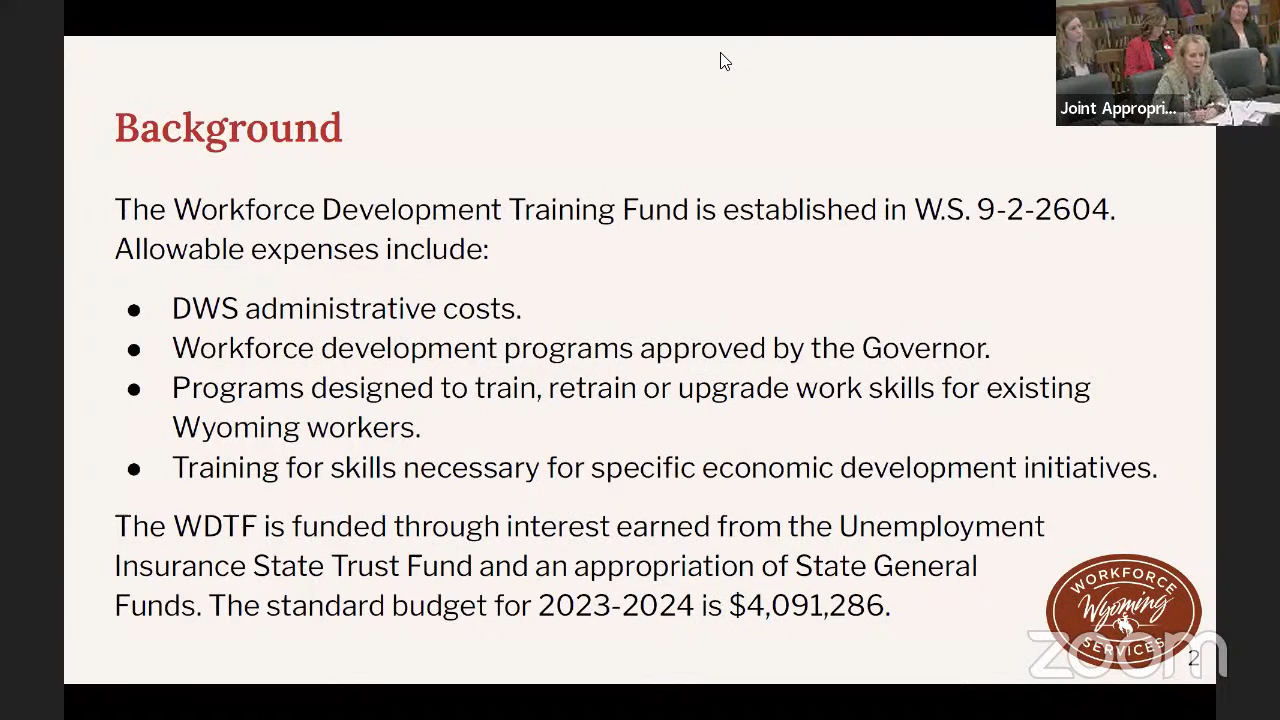 Joint Appropri...
Background
The Workforce Development Training Fund is established in W.S. 9-2-2604.
Allowable expenses include:
● DWS administrative costs.
● Workforce development programs approved by the Governor.
● Programs designed to train, retrain or upgrade work skills for existing
Wyoming workers.
● Training for skills necessary for specific economic development initiatives.
The WDTF is funded through interest earned from the Unemployment
Insurance State Trust Fund and an appropriation of State General
Funds. The standard budget for 2023-2024 is $4,091,286.
WORKFORCE
Wyoming
SERVICES
zoom
2